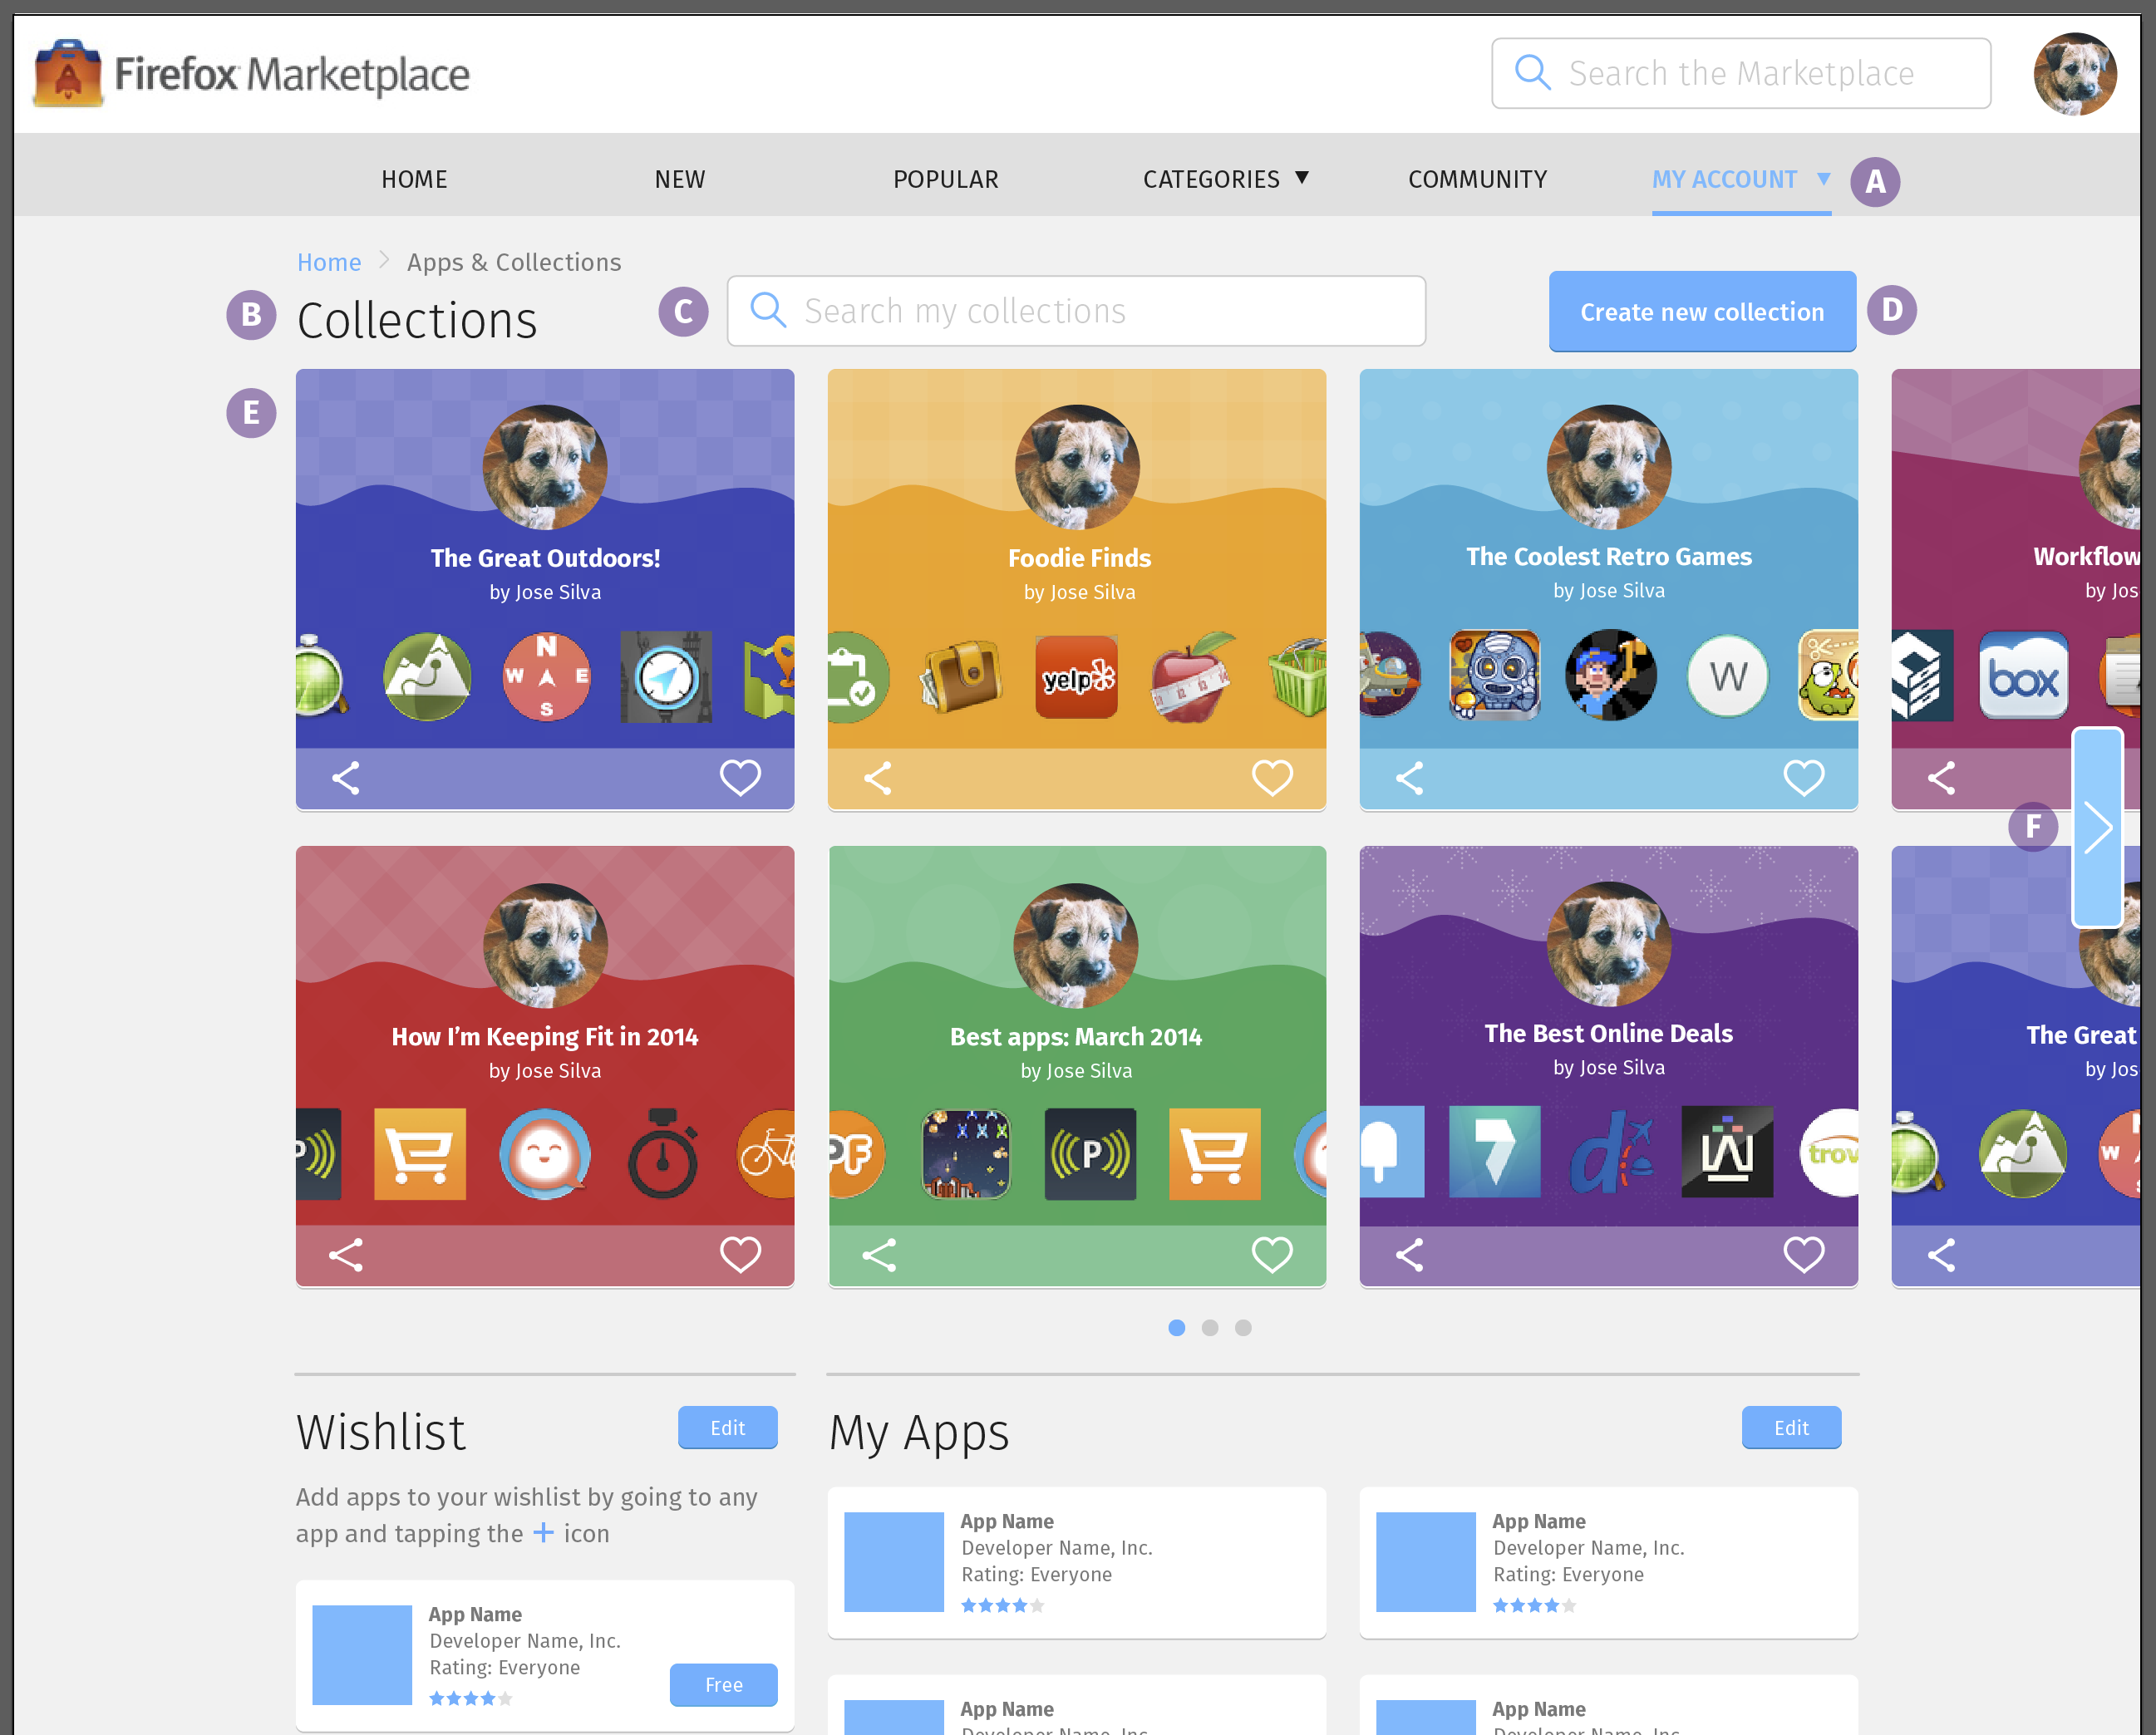 Firefox Marketplace
Search the Marketplace
HOME
NEW
POPULAR
CATEGORIES ▼
COMMUNITY
MY ACCOUNT ▼
A
Home > Apps & Collections
B
Collections
C
Search my collections
Create new collection
D
E
The Great Outdoors!
by Jose Silva
N
W E
S
Foodie Finds
by Jose Silva
yelp
The Coolest Retro Games
by Jose Silva
W
Workflow
by Jos
box
F
How I’m Keeping Fit in 2014
by Jose Silva
P
Best apps: March 2014
by Jose Silva
PF
P
The Best Online Deals
by Jose Silva
7
d
W
trov
The Great
by Jos
W
Wishlist
Edit
Add apps to your wishlist by going to any
app and tapping the + icon
App Name
Developer Name, Inc.
Rating: Everyone
Free
My Apps
Edit
App Name
Developer Name, Inc.
Rating: Everyone
App Name
Developer Name, Inc.
Rating: Everyone
App Name
Developer Name, Inc.
App Name
Developer Name, Inc.